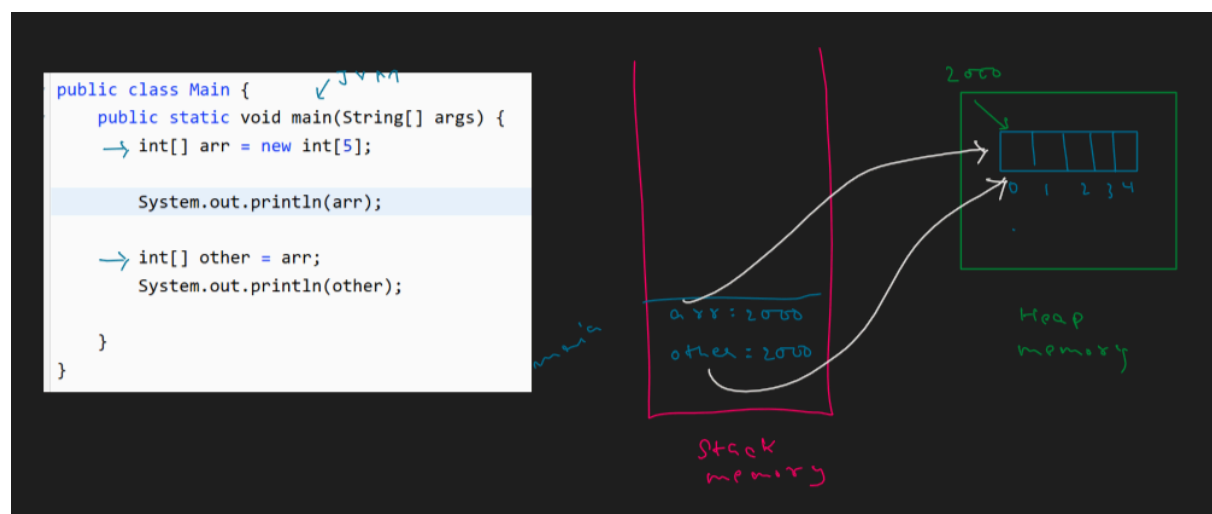 JVM
public class Main {
public static void main(String[] args) {
int[] arr = new int[5];
System.out.println(arr);
int[] other = arr;
System.out.println(other);
}
}
main
arr : 2000
other : 2000
Stack
memory
2000
0 1 2 3 4
Heap
memory